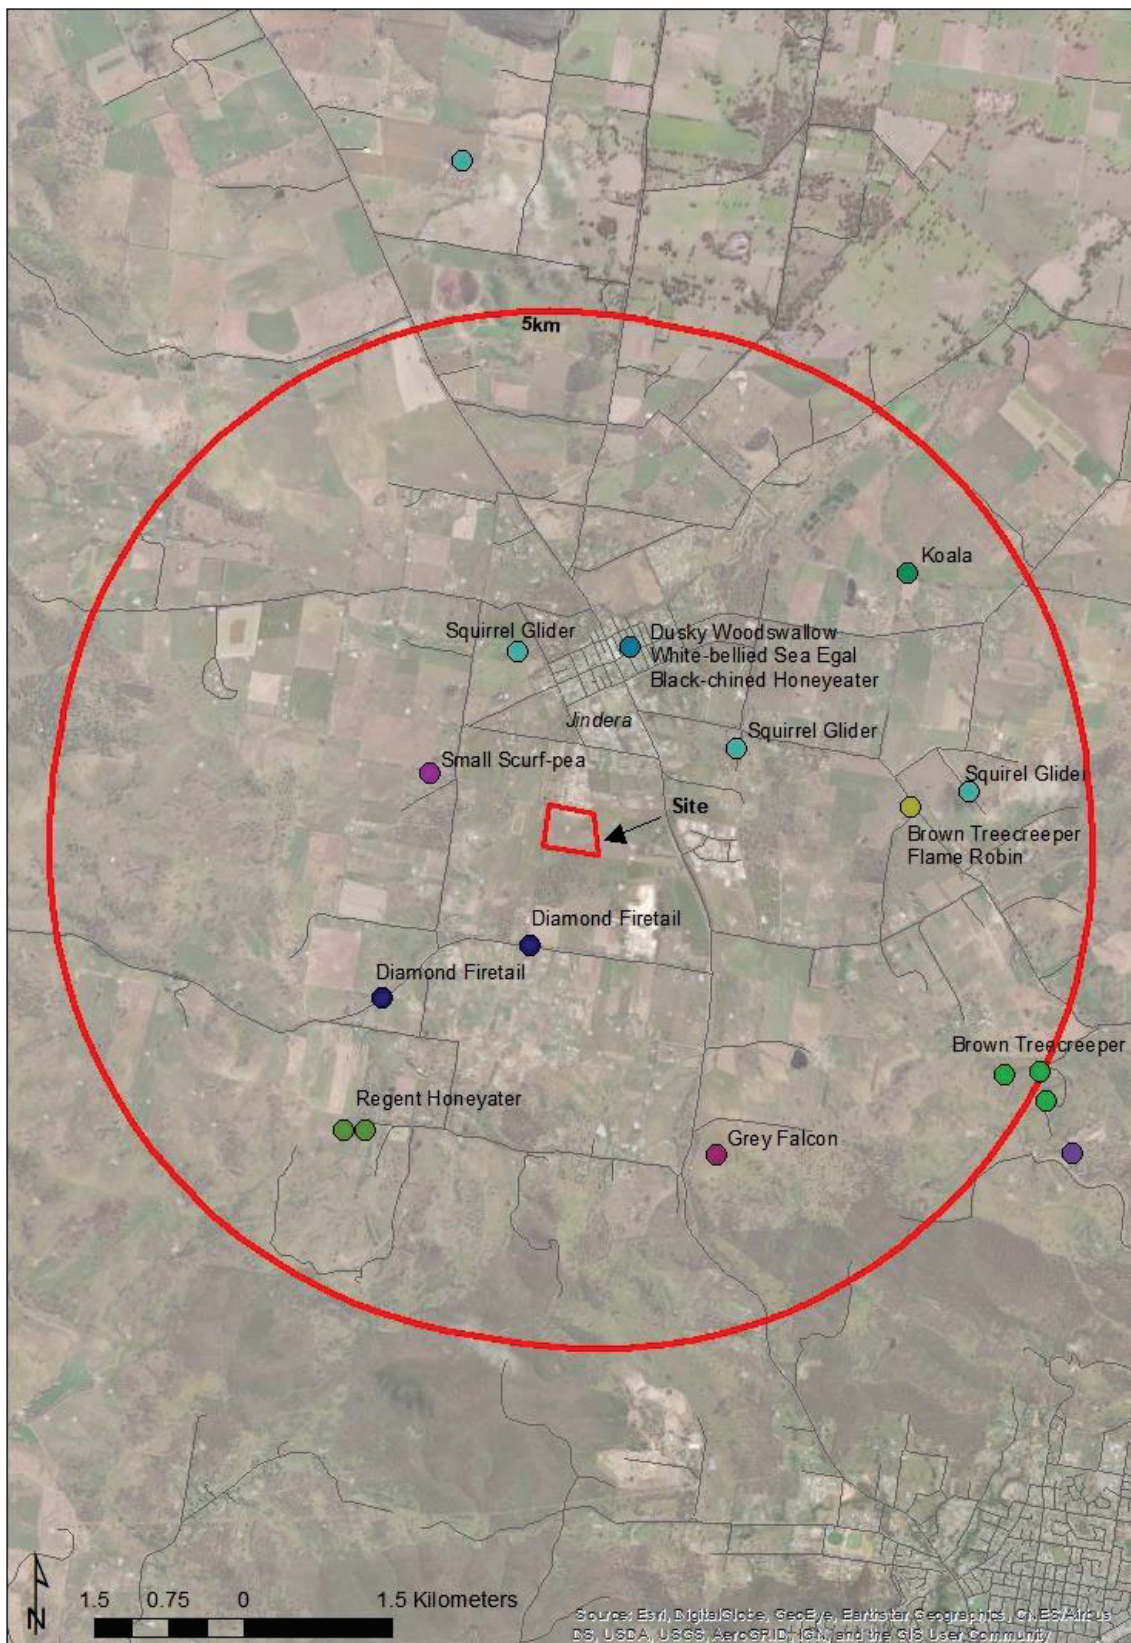 5km
Koala
Squirrel Glider
Dusky Woodswallow
White-bellied Sea Egal
Black-chined Honeyeater
Jindera
Squirrel Glider
Small Scurf-pea
Squirel Glider
Site
Brown Treecreeper
Flame Robin
Diamond Firetail
Diamond Firetail
Brown Treecreeper
Regent Honeyater
Grey Falcon
N
1.5 0.75 0 1.5 Kilometers
Source: Esri, DigitalGlobe, GeoEye, Earthstar Geographics, CNES/Airbus
DS, USDA, USGS, AeroGRID, IGN, and the GIS User Community